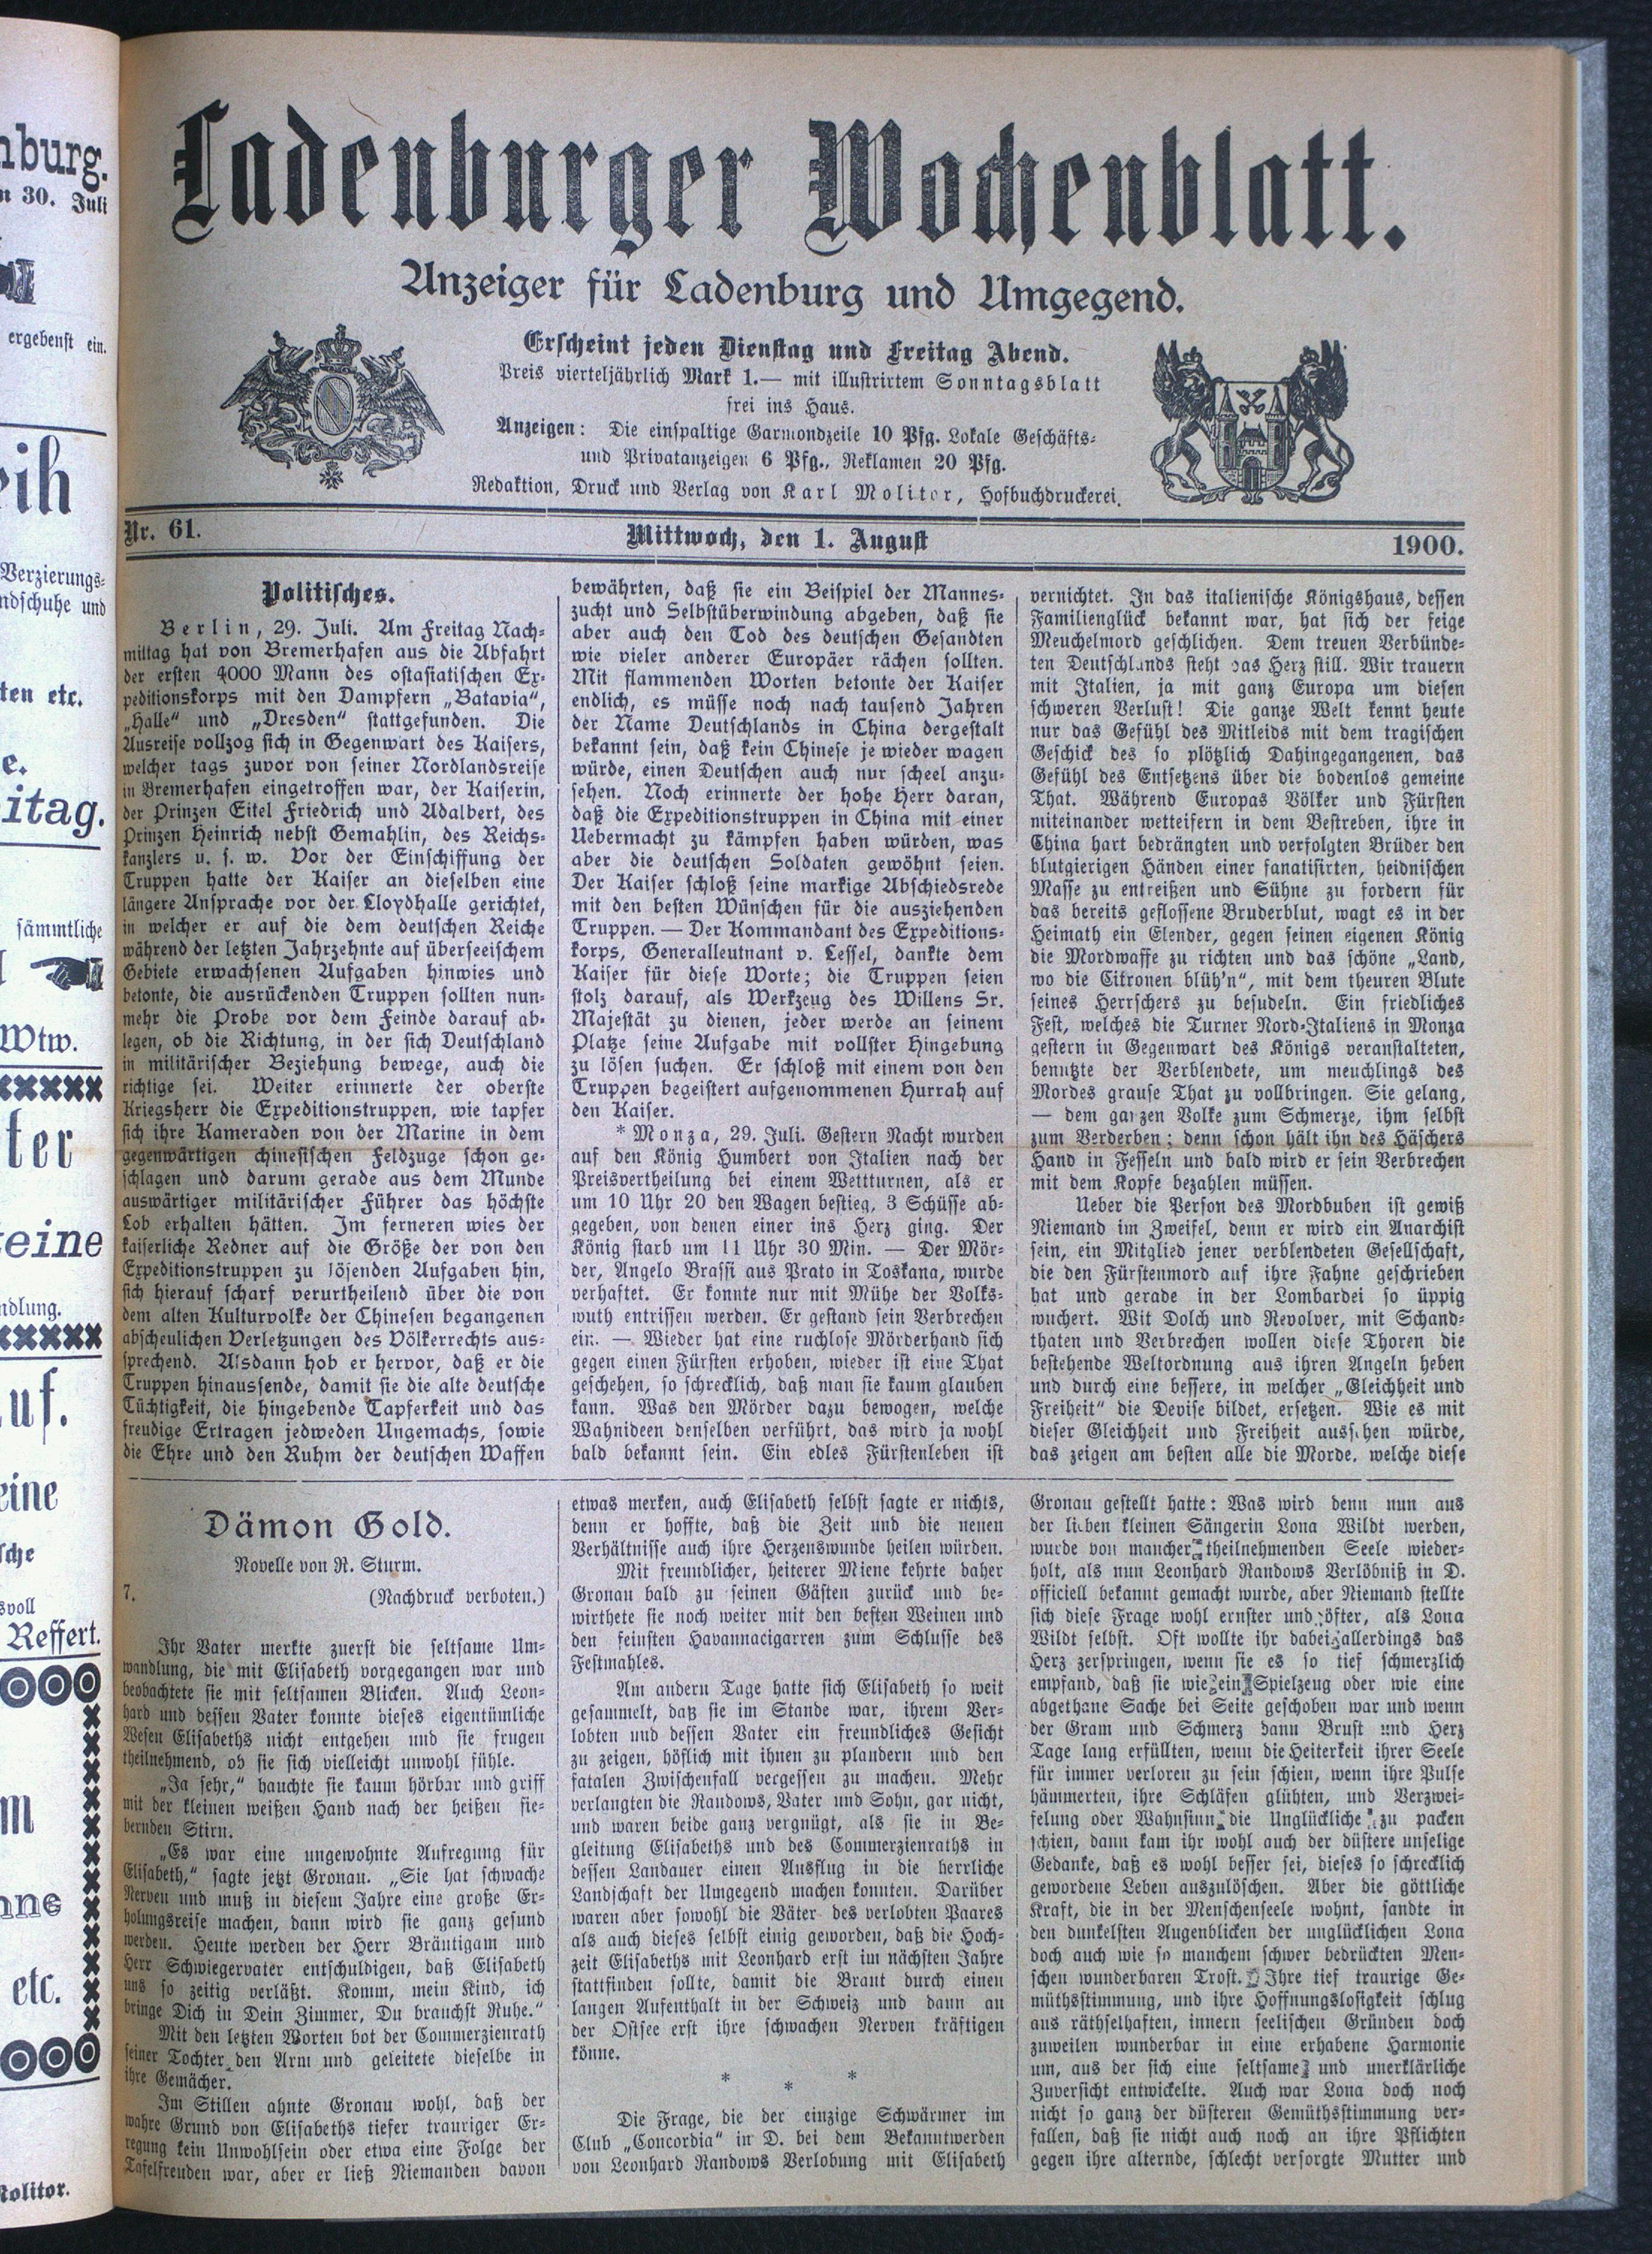 Ladenburger Wochenblatt.
Anzeiger für Ladenburg und Umgegend.
Erscheint jeden Dienstag und Freitag Abend.
Preis vierteljährlich Mark 1.— mit illustrirtem Sonntagsblatt
frei ins Haus.
Anzeigen: Die einspaltige Garmondzeile 10 Pfg. Lokale Geschäfts-
und Privatanzeigen 6 Pfg., Reklamen 20 Pfg.
Redaktion, Druck und Verlag von Karl Molitor, Hofbuchdruckerei.
Nr. 61.
Mittwoch, den 1. August
1900.
Politisches.
Berlin, 29. Juli. Am Freitag Nach-
mittag hat von Bremerhafen aus die Abfahrt
der ersten 4000 Mann des ostasiatischen Ex-
peditionskorps mit den Dampfern „Batavia“,
„Halle“ und „Dresden“ stattgefunden. Die
Ausreise vollzog sich in Gegenwart des Kaisers,
welcher tags zuvor von seiner Nordlandsreise
in Bremerhafen eingetroffen war, der Kaiserin,
der Prinzen Eitel Friedrich und Adalbert, des
Prinzen Heinrich nebst Gemahlin, des Reichs-
kanzlers u. s. w. Vor der Einschiffung der
Truppen hatte der Kaiser an dieselben eine
längere Ansprache vor der Lloydhalle gerichtet,
in welcher er auf die dem deutschen Reiche
während der letzten Jahrzehnte auf überseeischem
Gebiete erwachsenen Aufgaben hinwies und
betonte, die ausrückenden Truppen sollten nun-
mehr die Probe vor dem Feinde darauf ab-
legen, ob die Richtung, in der sich Deutschland
in militärischer Beziehung bewege, auch die
richtige sei. Weiter erinnerte der oberste
Kriegsherr die Expeditionstruppen, wie tapfer
sich ihre Kameraden von der Marine in dem
gegenwärtigen chinesischen Feldzuge schon ge-
schlagen und darum gerade aus dem Munde
auswärtiger militärischer Führer das höchste
Lob erhalten hätten. Im ferneren wies der
kaiserliche Redner auf die Größe der von den
Expeditionstruppen zu lösenden Aufgaben hin,
sich hierauf scharf verurtheilend über die von
dem alten Kulturvolke der Chinesen begangenen
abscheulichen Verletzungen des Völkerrechts aus-
sprechend. Alsdann hob er hervor, daß er die
Truppen hinaussende, damit sie die alte deutsche
Tüchtigkeit, die hingebende Tapferkeit und das
freudige Ertragen jedweden Ungemachs, sowie
die Ehre und den Ruhm der deutschen Waffen
bewährten, daß sie ein Beispiel der Mannes-
zucht und Selbstüberwindung abgeben, daß sie
aber auch den Tod des deutschen Gesandten
wie vieler anderer Europäer rächen sollten.
Mit flammenden Worten betonte der Kaiser
endlich, es müsse noch nach tausend Jahren
der Name Deutschlands in China dergestalt
bekannt sein, daß kein Chinese je wieder wagen
würde, einen Deutschen auch nur scheel anzu-
sehen. Noch erinnerte der hohe Herr daran,
daß die Expeditionstruppen in China mit einer
Uebermacht zu kämpfen haben würden, was
aber die deutschen Soldaten gewöhnt seien.
Der Kaiser schloß seine markige Abschiedsrede
mit den besten Wünschen für die ausziehenden
Truppen. — Der Kommandant des Expeditions-
korps, Generalleutnant v. Lessel, dankte dem
Kaiser für diese Worte; die Truppen seien
stolz darauf, als Werkzeug des Willens Sr.
Majestät zu dienen, jeder werde an seinem
Platze seine Aufgabe mit vollster Hingebung
zu lösen suchen. Er schloß mit einem von den
Truppen begeistert aufgenommenen Hurrah auf
den Kaiser.
* Monza, 29. Juli. Gestern Nacht wurden
auf den König Humbert von Italien nach der
Preisvertheilung bei einem Wettturnen, als er
um 10 Uhr 20 den Wagen bestieg, 3 Schüsse ab-
gegeben, von denen einer ins Herz ging. Der
König starb um 11 Uhr 30 Min. — Der Mör-
der, Angelo Brassi aus Prato in Toskana, wurde
verhaftet. Er konnte nur mit Mühe der Volks-
wuth entrissen werden. Er gestand sein Verbrechen
ein. — Wieder hat eine ruchlose Mörderhand sich
gegen einen Fürsten erhoben, wieder ist eine That
geschehen, so schrecklich, daß man sie kaum glauben
kann. Was den Mörder dazu bewogen, welche
Wahnideen denselben verführt, das wird ja wohl
bald bekannt sein. Ein edles Fürstenleben ist
vernichtet. In das italienische Königshaus, dessen
Familienglück bekannt war, hat sich der feige
Meuchelmord geschlichen. Dem treuen Verbünde-
ten Deutschlands steht das Herz still. Wir trauern
mit Italien, ja mit ganz Europa um diesen
schweren Verlust! Die ganze Welt kennt heute
nur das Gefühl des Mitleids mit dem tragischen
Geschick des so plötzlich Dahingegangenen, das
Gefühl des Entsetzens über die bodenlos gemeine
That. Während Europas Völker und Fürsten
miteinander wetteifern in dem Bestreben, ihre in
China hart bedrängten und verfolgten Brüder den
blutgierigen Händen einer fanatisirten, heidnischen
Masse zu entreißen und Sühne zu fordern für
das bereits geflossene Bruderblut, wagt es in der
Heimath ein Elender, gegen seinen eigenen König
die Mordwaffe zu richten und das schöne „Land,
wo die Citronen blüh'n“, mit dem theuren Blute
seines Herrschers zu besudeln. Ein friedliches
Fest, welches die Turner Nord-Italiens in Monza
gestern in Gegenwart des Königs veranstalteten,
benutzte der Verblendete, um meuchlings des
Mordes grause That zu vollbringen. Sie gelang,
— dem ganzen Volke zum Schmerze, ihm selbst
zum Verderben; denn schon hält ihn des Häschers
Hand in Fesseln und bald wird er sein Verbrechen
mit dem Kopfe bezahlen müssen.
Ueber die Person des Mordbuben ist gewiß
Niemand im Zweifel, denn er wird ein Anarchist
sein, ein Mitglied jener verblendeten Gesellschaft,
die den Fürstenmord auf ihre Fahne geschrieben
hat und gerade in der Lombardei so üppig
wuchert. Wit Dolch und Revolver, mit Schand-
thaten und Verbrechen wollen diese Thoren die
bestehende Weltordnung aus ihren Angeln heben
und durch eine bessere, in welcher „Gleichheit und
Freiheit“ die Devise bildet, ersetzen. Wie es mit
dieser Gleichheit und Freiheit aussehen würde,
das zeigen am besten alle die Morde, welche diese
Dämon Gold.
Novelle von R. Sturm.
7.
(Nachdruck verboten.)
Ihr Vater merkte zuerst die seltsame Um-
wandlung, die mit Elisabeth vorgegangen war und
beobachtete sie mit seltsamen Blicken. Auch Leon-
hard und dessen Vater konnte dieses eigentümliche
Wesen Elisabeths nicht entgehen und sie frugen
theilnehmend, ob sie sich vielleicht unwohl fühle.
„Ja sehr,“ hauchte sie kaum hörbar und griff
mit der kleinen weißen Hand nach der heißen fie-
bernden Stirn.
„Es war eine ungewohnte Aufregung für
Elisabeth,“ sagte jetzt Gronau. „Sie hat schwache
Nerven und muß in diesem Jahre eine große Er-
holungsreise machen, dann wird sie ganz gesund
werden. Heute werden der Herr Bräutigam und
Herr Schwiegervater entschuldigen, daß Elisabeth
uns so zeitig verläßt. Komm, mein Kind, ich
bringe Dich in Dein Zimmer, Du brauchst Ruhe.“
Mit den letzten Worten bot der Commerzienrath
seiner Tochter den Arm und geleitete dieselbe in
ihre Gemächer.
Im Stillen ahnte Gronau wohl, daß der
wahre Grund von Elisabeths tiefer trauriger Er-
regung kein Unwohlsein oder etwa eine Folge der
Tafelfreuden war, aber er ließ Niemanden davon
etwas merken, auch Elisabeth selbst sagte er nichts,
denn er hoffte, daß die Zeit und die neuen
Verhältnisse auch ihre Herzenswunde heilen würden.
Mit freundlicher, heiterer Miene kehrte daher
Gronau bald zu seinen Gästen zurück und be-
wirthete sie noch weiter mit den besten Weinen und
den feinsten Havannacigarren zum Schlusse des
Festmahles.
Am andern Tage hatte sich Elisabeth so weit
gesammelt, daß sie im Stande war, ihrem Ver-
lobten und dessen Vater ein freundliches Gesicht
zu zeigen, höflich mit ihnen zu plaudern und den
fatalen Zwischenfall vergessen zu machen. Mehr
verlangten die Randows, Vater und Sohn, gar nicht,
und waren beide ganz vergnügt, als sie in Be-
gleitung Elisabeths und des Commerzienraths in
dessen Landauer einen Ausflug in die herrliche
Landschaft der Umgegend machen konnten. Darüber
waren aber sowohl die Väter des verlobten Paares
als auch dieses selbst einig geworden, daß die Hoch-
zeit Elisabeths mit Leonhard erst im nächsten Jahre
stattfinden sollte, damit die Braut durch einen
langen Aufenthalt in der Schweiz und dann an
der Ostsee erst ihre schwachen Nerven kräftigen
könne.
* * *
Die Frage, die der einzige Schwärmer im
Club „Concordia“ in D. bei dem Bekanntwerden
von Leonhard Randows Verlobung mit Elisabeth
Gronau gestellt hatte: Was wird denn nun aus
der lieben kleinen Sängerin Lona Wildt werden,
wurde von mancher theilnehmenden Seele wieder-
holt, als nun Leonhard Randows Verlöbniß in D.
officiell bekannt gemacht wurde, aber Niemand stellte
sich diese Frage wohl ernster und öfter, als Lona
Wildt selbst. Oft wollte ihr dabei allerdings das
Herz zerspringen, wenn sie es so tief schmerzlich
empfand, daß sie wie ein Spielzeug oder wie eine
abgethane Sache bei Seite geschoben war und wenn
der Gram und Schmerz dann Brust und Herz
Tage lang erfüllten, wenn die Heiterkeit ihrer Seele
für immer verloren zu sein schien, wenn ihre Pulse
hämmerten, ihre Schläfen glühten, und Verzwei-
felung oder Wahnsinn die Unglückliche zu packen
schien, dann kam ihr wohl auch der düstere unselige
Gedanke, daß es wohl besser sei, dieses so schrecklich
gewordene Leben auszulöschen. Aber die göttliche
Kraft, die in der Menschenseele wohnt, sandte in
den dunkelsten Augenblicken der unglücklichen Lona
doch auch wie so manchem schwer bedrückten Men-
schen wunderbaren Trost. Ihre tief traurige Ge-
müthsstimmung, und ihre Hoffnungslosigkeit schlug
aus räthselhaften, innern seelischen Gründen doch
zuweilen wunderbar in eine erhabene Harmonie
um, aus der sich eine seltsame und unerklärliche
Zuversicht entwickelte. Auch war Lona doch noch
nicht so ganz der düsteren Gemüthsstimmung ver-
fallen, daß sie nicht auch noch an ihre Pflichten
gegen ihre alternde, schlecht versorgte Mutter und
nburg.
n 30. Juli
ergebenst ein.
eih
Verzierungs-
ndschuhe und
ten etc.
e.
itag.
sämmtliche
Wtw.
ter
eine
ndlung.
uf.
eine
sche
svoll
Reffert.
m
hne
etc.
Molitor.